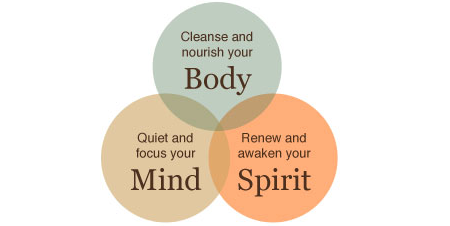 Cleanse and
nourish your
Body
Quiet and
focus your
Mind
Renew and
awaken your
Spirit